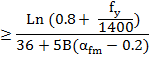 ≥ Ln (0.8 + f_y/1400) / 36 + 5B(α_fm − 0.2)